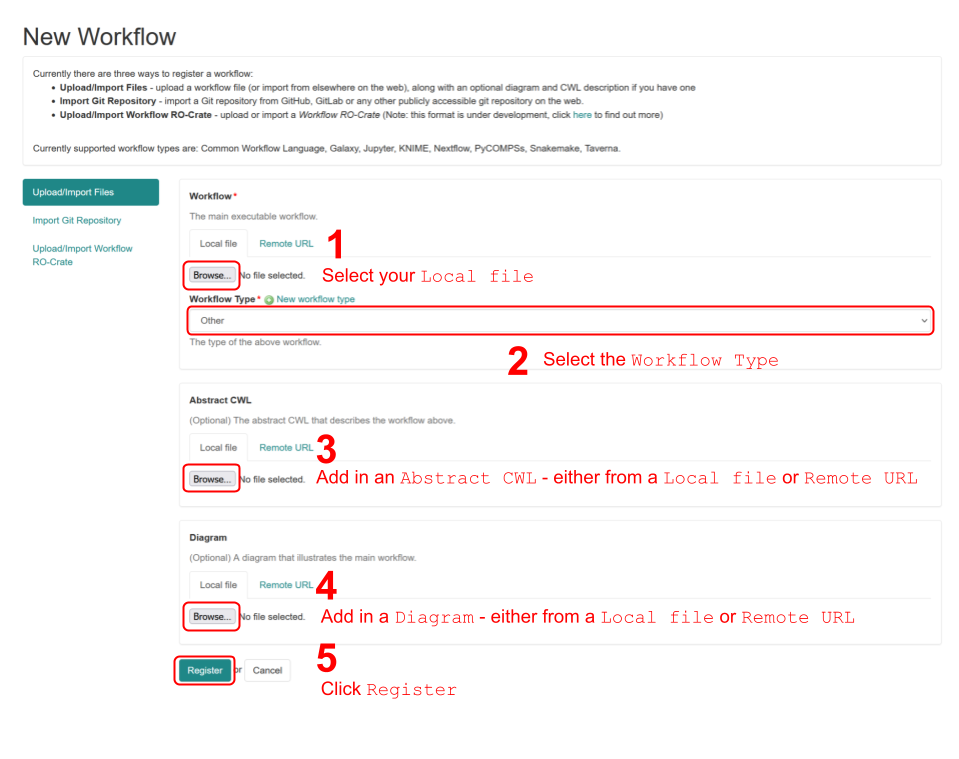 New Workflow
Currently there are three ways to register a workflow:
• Upload/Import Files - upload a workflow file (or import from elsewhere on the web), along with an optional diagram and CWL description if you have one
• Import Git Repository - import a Git repository from GitHub, GitLab or any other publicly accessible git repository on the web.
• Upload/Import Workflow RO-Crate - upload or import a Workflow RO-Crate (Note: this format is under development, click here to find out more)
Currently supported workflow types are: Common Workflow Language, Galaxy, Jupyter, KNIME, Nextflow, PyCOMPSs, Snakemake, Taverna.
Upload/Import Files
Import Git Repository
Upload/Import Workflow
RO-Crate
Workflow *
The main executable workflow.
Local file Remote URL 1
Browse... No file selected. Select your Local file
Workflow Type * New workflow type
Other
The type of the above workflow.
2 Select the Workflow Type
Abstract CWL
(Optional) The abstract CWL that describes the workflow above.
Local file Remote URL 3
Browse... No file selected. Add in an Abstract CWL - either from a Local file or Remote URL
Diagram
(Optional) A diagram that illustrates the main workflow.
Local file Remote URL 4
Browse... No file selected. Add in a Diagram - either from a Local file or Remote URL
Register or Cancel 5
Click Register